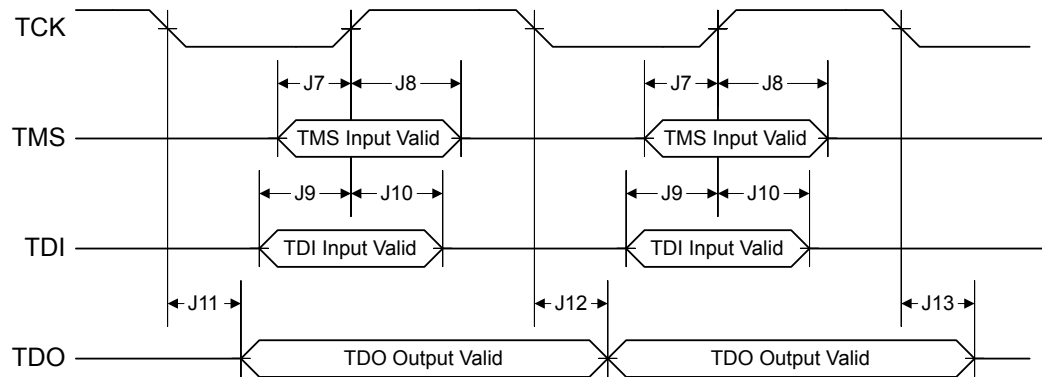 TCK
J7 J8 J7 J8
TMS TMS Input Valid TMS Input Valid
J9 J10 J9 J10
TDI TDI Input Valid TDI Input Valid
J11 J12 J13
TDO TDO Output Valid TDO Output Valid